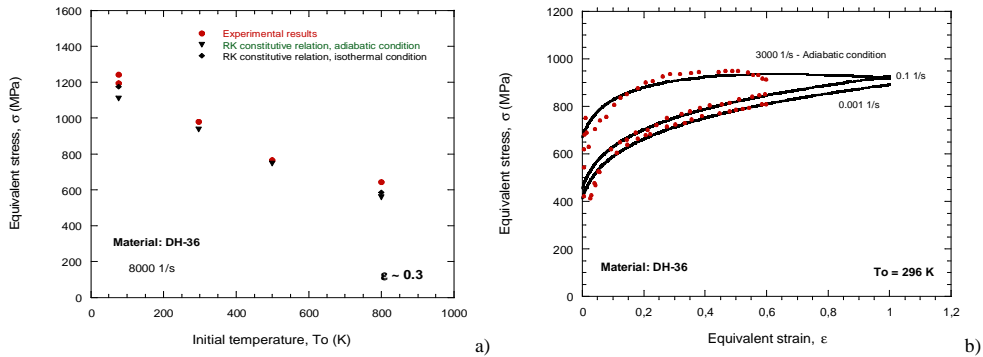 1600
1400
1200
1000
800
600
400
200
0
0 200 400 600 800 1000
Equivalent stress, σ (MPa)
Initial temperature, To (K)
Experimental results
RK constitutive relation, adiabatic condition
RK constitutive relation, isothermal condition
Material: DH-36
8000 1/s
ε ~ 0.3
a)
1200
1000
800
600
400
200
0
0 0,2 0,4 0,6 0,8 1 1,2
Equivalent stress, σ (MPa)
Equivalent strain, ε
3000 1/s - Adiabatic condition
0.1 1/s
0.001 1/s
Material: DH-36
To = 296 K
b)